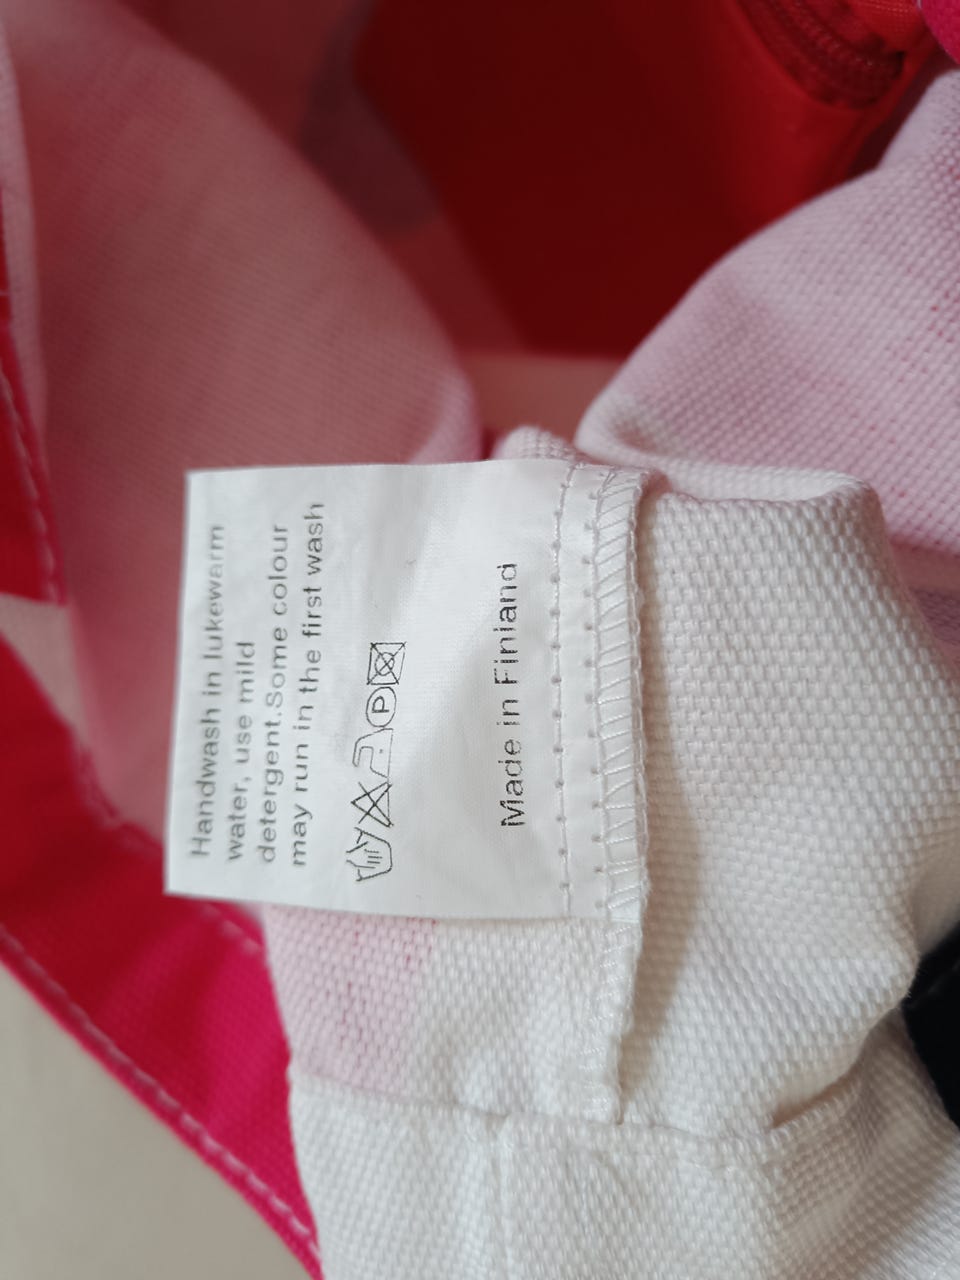 Handwash in lukewarm
water, use mild
detergent.Some colour
may run in the first wash
P
Made in Finland